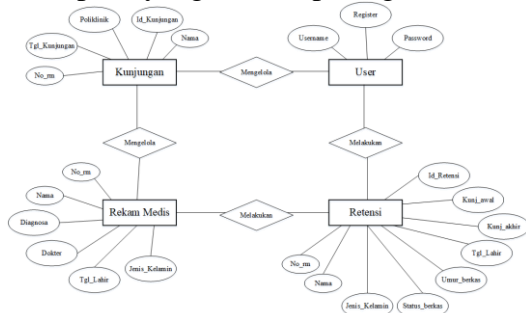 Poliklinik
Id_Kunjungan
Tgl_Kunjungan
Nama
No_rm
Kunjungan
Mengelola
Register
Username
Password
User
Mengelola
Melakukan
No_rm
Nama
Diagnosa
Dokter
Tgl_Lahir
Jenis_Kelamin
Rekam Medis
Melakukan
Retensi
Id_Retensi
Kunj_awal
Kunj_akhir
Tgl_Lahir
Umur_berkas
Status_berkas
Jenis_Kelamin
Nama
No_rm